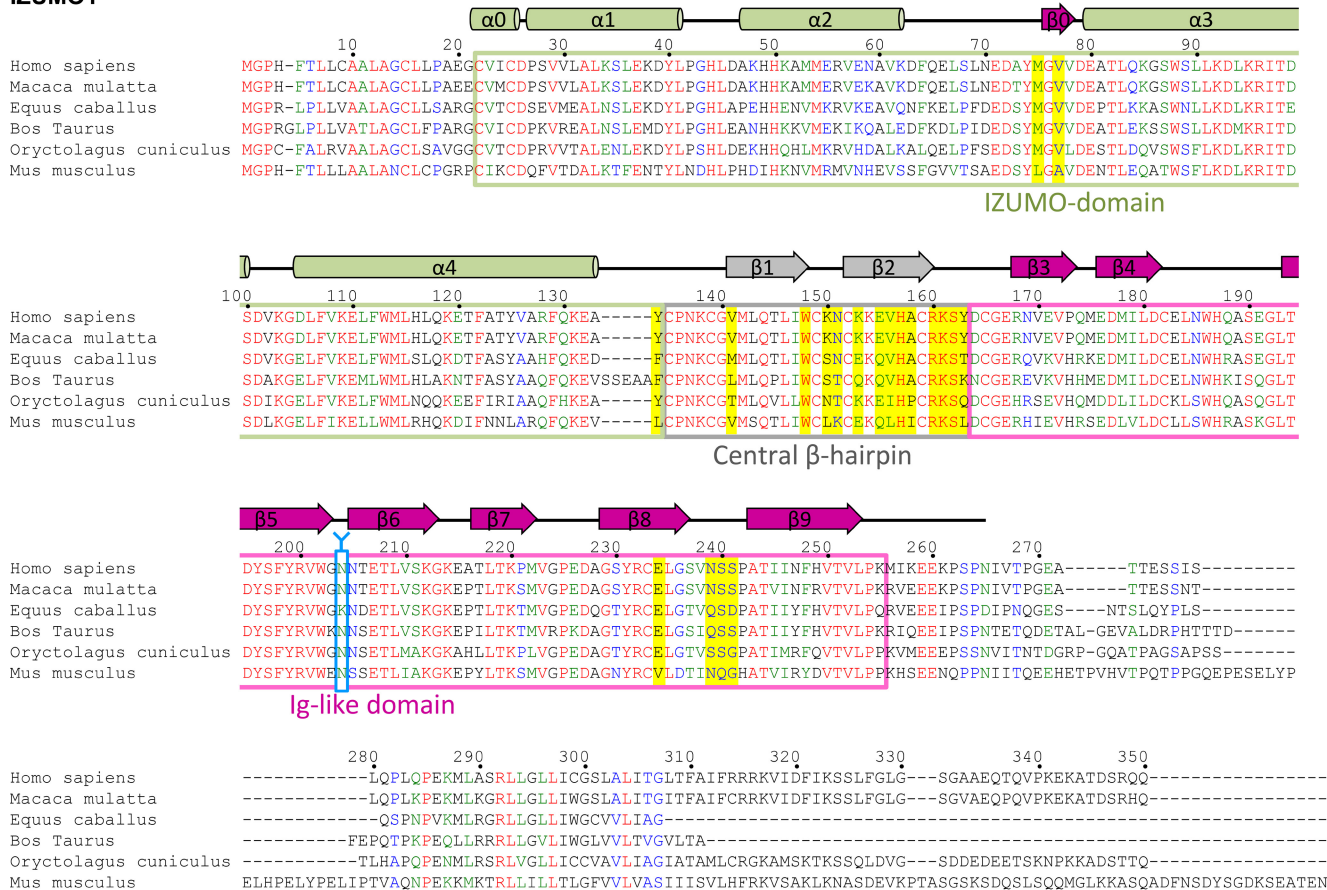 IZUMO1
α0 α1 α2 β0 α3
10 20 30 40 50 60 70 80 90
Homo sapiens MGPH-FTLLCAALAGCLLPAEGCVICDPSVVLALKSLEKDYLPGHLDAKHHKAMMERVENAVKDFQELSLNEDAYMGVVDEATLQKGSWSLLKDLKRITD
Macaca mulatta MGPH-FTLLCAALAGCLLPAEECVMCDPSVVLALKSLEKDYLPGHLDAKHHKAMMERVENAVKDFQELSLNEDTYMGVVDEATLQKGSWSLLKDLKRITD
Equus caballus MGPR-LPLLVAALAGCLLSARGCVTCDSEVMEALNSLEKDYLPGHLAPEHHENVMKRVKEAVQNFKELPFDEDSYMGVVDEPTLKKASWNLLKDLKRITE
Bos Taurus MGPRGLPLLVATLAGCLFPARGCVICDPKVREALNSLEMDYLPGHLEANHHKKVMEKIKQALEDFKDLPIDEDSYMGVVDEATLEKSSWSLLKDMKRITD
Oryctolagus cuniculus MGPC-FALRVAALAGCLSAVGGCVTCDPRVVTALENLEKDYLPSHLDEKHHQHLMKRVHDALKALQELPFSEDSYMGVLDESTLDQVSWSFLKDLKRITD
Mus musculus MGPH-FTLLLAALANCLCPGRPCIKCDQFVTDALKTFENTYLNDHLPHDIHKNVMRMVNHEVSSFGVVTSAEDSYLGAVDENTLEQATWSFLKDLKRITD
IZUMO-domain
α4 β1 β2 β3 β4
100 110 120 130 140 150 160 170 180 190
Homo sapiens SDVKGDLFVKELFWMLHLQKETFATYVARFQKEA-----YCPNKCGVMLQTLIWCKNCKKEVHACRKSYDCGERNVEVPQMEDMILDCELNWHQASEGLT
Macaca mulatta SDVKGDLFVKELFWMLHLQKETFATYVARFQKEA-----YCPNKCGVMLQTLIWCKNCKKEVHACRKSYDCGERNVEVPQMEDMILDCELNWHQASEGLT
Equus caballus SDVKGELFVKELFWMLSLQKDTFASYAAHFQKED-----FCPNKCGMMLQTLIWCKNCEKQVHACRKSTDCGERQVKVHRKEDMILDCELNWHRASEGLT
Bos Taurus SDAKGELFVKEMLWMLHLAKNTFASYAAQFQKEVSSEAAFCPNKCGLMLQPLIWCSTCQKQVHACRKSKNCGEREVKVHHMEDMILDCELNWHKISQGLT
Oryctolagus cuniculus SDIKGELFVKELFWMLNQQKEEFIRIAAQFHKEA-----YCPNKCGTMLQVLLWCNTCKKEIHPCRKSQDCGEHRSEVHQMDDLILDCKLSWHQASQGLT
Mus musculus SDLKGELFIKELLWMLRHQKDIFNNLARQFQKEV-----LCPNKCGVMSQTLIWCLKCEKQLHICRKSLDCGERHIEVHRSEDLVLDCLLSWHRASKGLT
Central β-hairpin
β5 β6 β7 β8 β9
200 210 220 230 240 250 260 270
Homo sapiens DYSFYRVWGNNTETLVSKGKEATLTKPMVGPEDAGSYRCELGSVNSSPATIINFHVTVLPKMIKEEKPSPNIVTPGEA----TTESSIS---------
Macaca mulatta DYSFYRVWGNNTETLVSKGKEPTLTKSMVGPEDAGSYRCELGSVNSSPATIINFRVTVLPKRVEEEKPSPNIVTPGEA----TTESSNT---------
Equus caballus DYSFYRVWGKNDETLVSKGKEPTLTKTMVGPEDQGTYRCELGSVQSDPATIIYFHVTVLPQRVEEEIPSPDIPNQGES----NTSLQYPLS-------
Bos Taurus DYSFYRVWKNNSETLVSKGKEPILTKTMVRPKDAGTYRCELGSIQSSPATIIYFHVTVLPKRIQEEIPSPNTETQDETAL-GEVALDRPHTTTD------
Oryctolagus cuniculus DYSFYRVWGNNSETLMAKGKAHLLTKPLVGPEDAGTYRCELGTVSSGPATIMRFQVTVLPPKVMEEEPSSNVITNTDGRP-GQATPAGSAPSS-------
Mus musculus DYSFYRVWENSSETLIAKGKEPYLTKSMVGPEDAGNYRCVLDTINQGHATVIRYDVTVLPPKHSEENQPPNIITQEEHETPVHVTPQTPPGQEPESELYP
Ig-like domain
280 290 300 310 320 330 340 350
Homo sapiens ------------LQPLQPEKMLASRLLGLLICGSLALITGLTFAIFRRRKVIDFIKSSLFGLG---SGAAEQTQVPKEKATDSRQQ-----------------
Macaca mulatta ------------LQPLKPEKMLKGRLLGLLIWGSLALITGITFAIFCRRKVIDFIKSSLFGLG---SGVAEQPQVPKEKATDSRHQ-----------------
Equus caballus ------------QSPNPVKMLRGRLLGLLIWGCVVLIAG---------------------------------------------------------------
Bos Taurus ----------FEPQTPKPEQLLRRRLLGVLIWGLVVLTVGVLTA-----------------------------------------------------------
Oryctolagus cuniculus -----------TLHAPQPENMLRSRLVGLLICCVAVLIAGIATAMLCRGKAMSKTKSSQLDVG---SDDEDEETSKNPKKADSTTQ-----------------
Mus musculus ELHPELYPELIPTVAQNPEKKMKTRLLILLTLGFVVLVASIIISVLHFRKVSAKLKNASDEVKPTASGSKSDQSLSQQMGLKKASQADFNSDYSGDKSEATEN